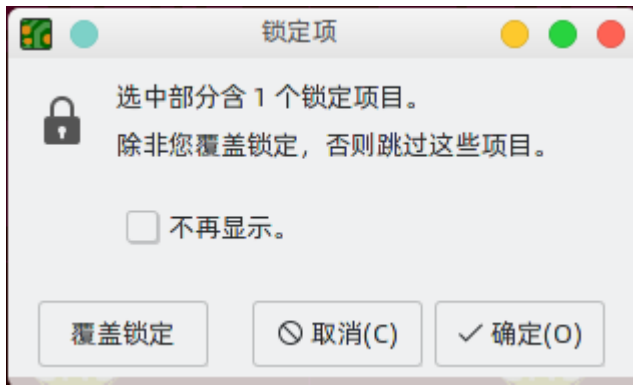 锁定项
选中部分含 1 个锁定项目。
除非您覆盖锁定，否则跳过这些项目。
不再显示。
覆盖锁定
取消(C)
确定(O)